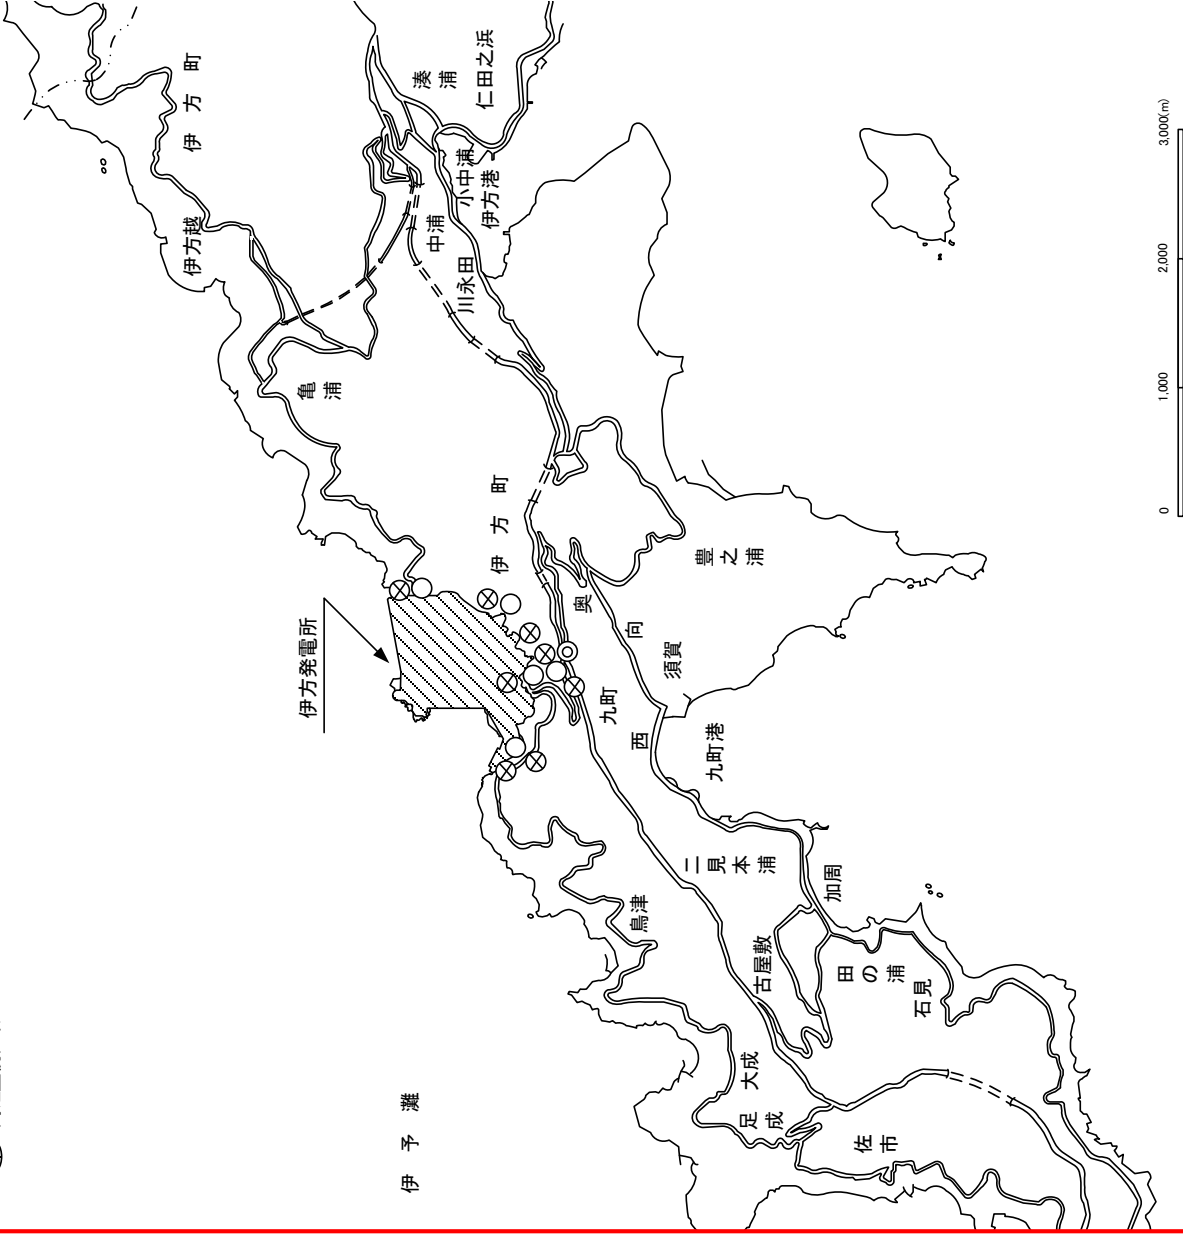 伊方町
湊浦
仁田之浜
小中浦
伊方港
伊方越
中浦
川永田
亀浦
伊方町
伊方発電所
豊之浦
奥
向
須賀
九町
西
九町港
二見本浦
加周
鳥津
古屋敷
田の浦
石見
大成
足成
佐市
伊予灘
0
1,000
2,000
3,000(m)